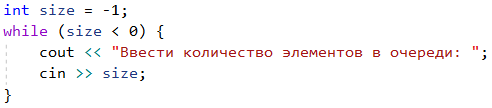 int size = -1;
while (size < 0) {
cout << "Ввести количество элементов в очереди: ";
cin >> size;
}